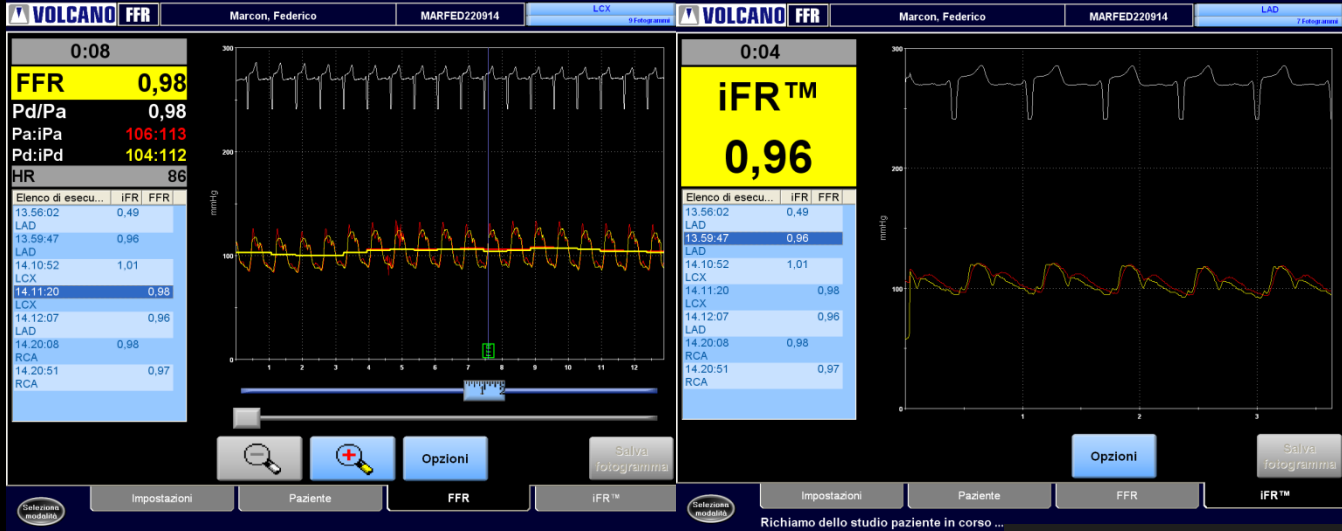 VOLCANO FFR
Marcon, Federico
MARFED220914
LCX
9 Fotogrammi
0:08
FFR 0,98
Pd/Pa 0,98
Pa:iPa 106:113
Pd:iPd 104:112
HR 86
Elenco di esecu... iFR FFR
13.56.02 0,49
LAD
13.59.47 0,96
LAD
14.10:52 1,01
LCX
14.11:20 0,98
LCX
14.12:07 0,96
LAD
14.20:08 0,98
RCA
14.20:51 0,97
RCA
300
200
mmHg
100
0
FFR
1 2 3 4 5 6 7 8 9 10 11 12
1 2
Opzioni
Salva
fotogramma
Seleziona
modalità
Impostazioni
Paziente
FFR
iFR™
VOLCANO FFR
Marcon, Federico
MARFED220914
LAD
7 Fotogrammi
0:04
iFR™
0,96
Elenco di esecu... iFR FFR
13.56:02 0,49
LAD
13.59:47 0,96
LAD
14.10:52 1,01
LCX
14.11:20 0,98
LCX
14.12:07 0,96
LAD
14.20:08 0,98
RCA
14.20:51 0,97
RCA
300
200
mmHg
100
0
1 2 3
Opzioni
Salva
fotogramma
Seleziona
modalità
Impostazioni
Paziente
FFR
iFR™
Richiamo dello studio paziente in corso ...